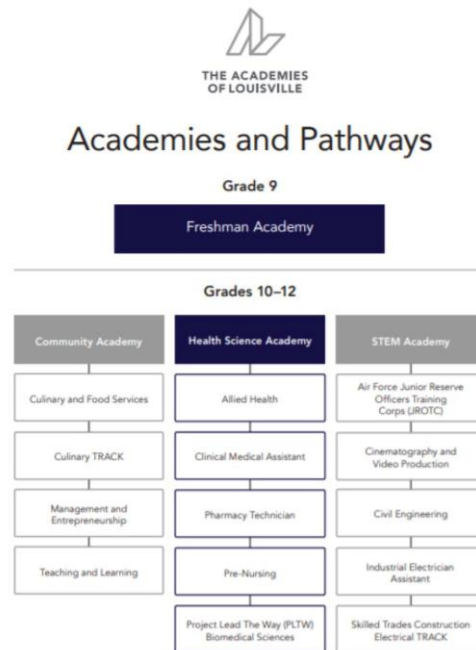 THE ACADEMIES
OF LOUISVILLE
Academies and Pathways
Grade 9
Freshman Academy
Grades 10–12
Community Academy
Culinary and Food Services
Culinary TRACK
Management and
Entrepreneurship
Teaching and Learning
Health Science Academy
Allied Health
Clinical Medical Assistant
Pharmacy Technician
Pre-Nursing
Project Lead The Way (PLTW)
Biomedical Sciences
STEM Academy
Air Force Junior Reserve
Officers Training
Corps (JROTC)
Cinematography and
Video Production
Civil Engineering
Industrial Electrician
Assistant
Skilled Trades Construction
Electrical TRACK